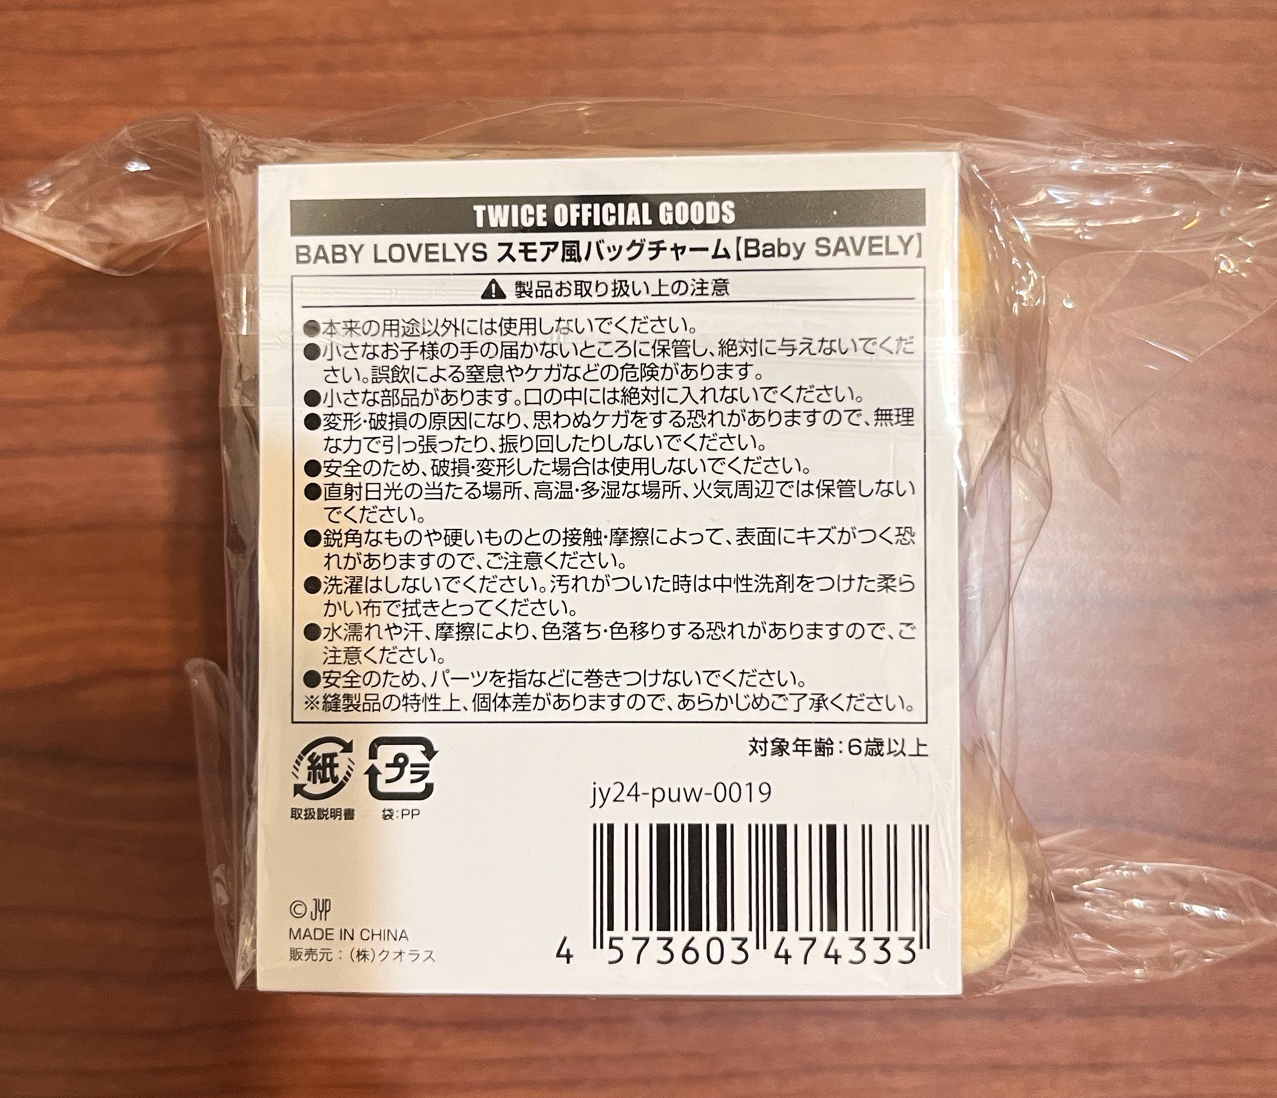 TWICE OFFICIAL GOODS
BABY LOVELYS スモア風バッグチャーム【Baby SAVELY】
製品お取り扱い上の注意
●本来の用途以外には使用しないでください。
●小さなお子様の手の届かないところに保管し、絶対に与えないでくだ
さい。誤飲による窒息やケガなどの危険があります。
●小さな部品があります。口の中には絶対に入れないでください。
●変形・破損の原因になり、思わぬケガをする恐れがありますので、無理
な力で引っ張ったり、振り回したりしないでください。
●安全のため、破損・変形した場合は使用しないでください。
●直射日光の当たる場所、高温・多湿な場所、火気周辺では保管しない
でください。
●鋭角なものや硬いものとの接触・摩擦によって、表面にキズがつく恐
れがありますので、ご注意ください。
●洗濯はしないでください。汚れがついた時は中性洗剤をつけた柔ら
かい布で拭きとってください。
●水濡れや汗、摩擦により、色落ち・色移りする恐れがありますので、ご
注意ください。
●安全のため、パーツを指などに巻きつけないでください。
※縫製品の特性上、個体差がありますので、あらかじめご了承ください。
対象年齢：6歳以上
紙 プラ
取扱説明書 袋：PP
jy24-puw-0019
4 573603 474333
© JYP
MADE IN CHINA
販売元：（株）クオラス